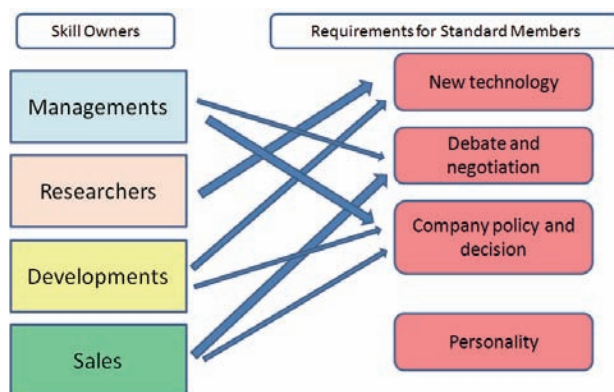 Skill Owners
Requirements for Standard Members
Managements
Researchers
Developments
Sales
New technology
Debate and
negotiation
Company policy and
decision
Personality